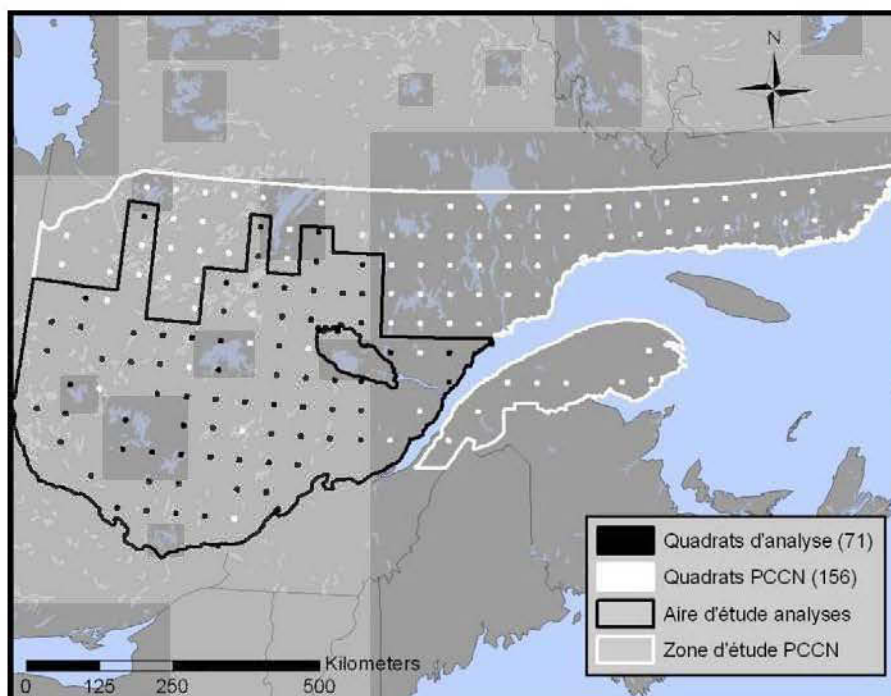 N
Quadrats d'analyse (71)
Quadrats PCCN (156)
Aire d'étude analyses
Zone d'étude PCCN
Kilometers
0 125 250 500